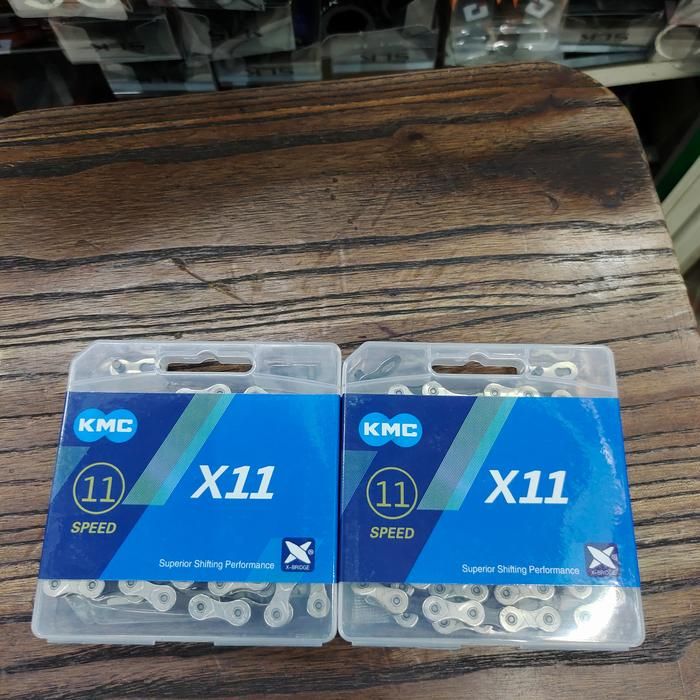 KMC
X11
11
SPEED
Superior Shifting Performance
X-BRIDGE
KMC
X11
11
SPEED
Superior Shifting Performance
X-BRIDGE